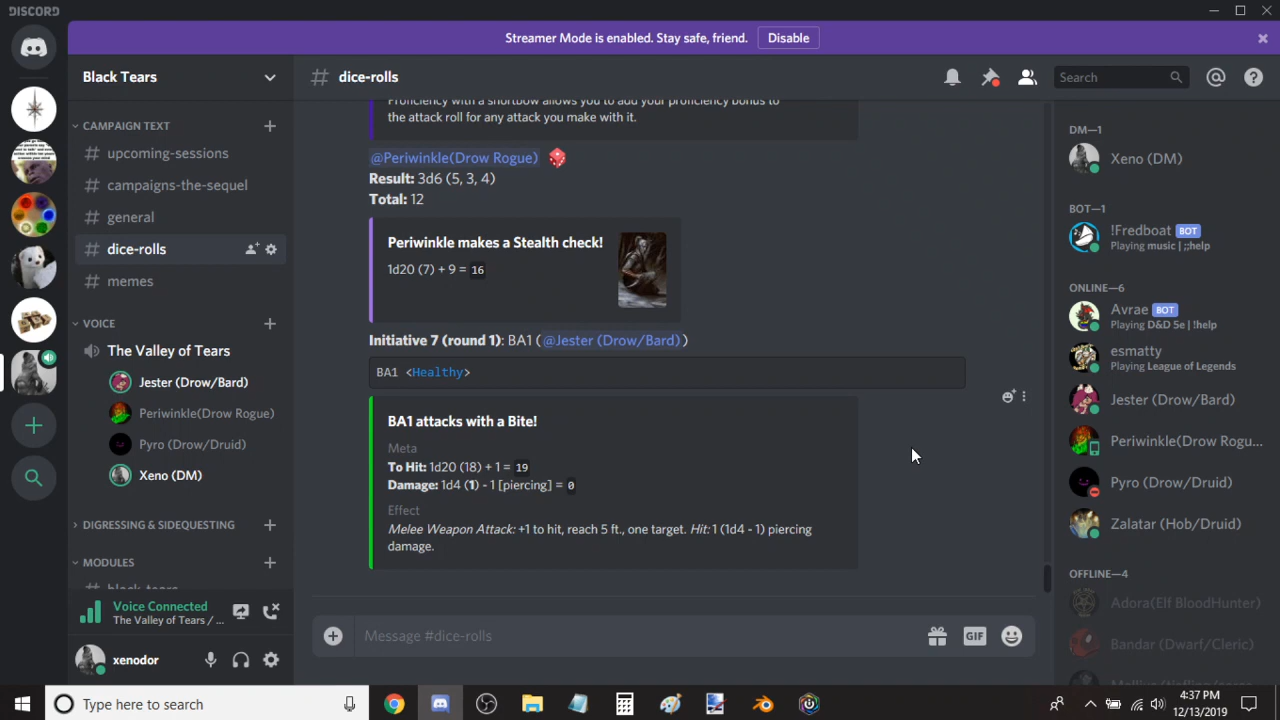 DISCORD
Streamer Mode is enabled. Stay safe, friend.
Disable
Black Tears
# dice-rolls
Search
CAMPAIGN TEXT
# upcoming-sessions
# campaigns-the-sequel
# general
# dice-rolls
# memes
VOICE
The Valley of Tears
Jester (Drow/Bard)
Periwinkle(Drow Rogue)
Pyro (Drow/Druid)
Xeno (DM)
DIGRESSING & SIDEQUESTING
MODULES
# black-tears
Voice Connected
The Valley of Tears / ...
xenodor
Proficiency with a shortbow allows you to add your proficiency bonus to
the attack roll for any attack you make with it.
@Periwinkle(Drow Rogue)
Result: 3d6 (5, 3, 4)
Total: 12
Periwinkle makes a Stealth check!
1d20 (7) + 9 = 16
Initiative 7 (round 1): BA1 (@Jester (Drow/Bard))
BA1 <Healthy>
BA1 attacks with a Bite!
Meta
To Hit: 1d20 (18) + 1 = 19
Damage: 1d4 (1) - 1 [piercing] = 0
Effect
Melee Weapon Attack: +1 to hit, reach 5 ft., one target. Hit: 1 (1d4 - 1) piercing
damage.
Message #dice-rolls
GIF
DM—1
Xeno (DM)
BOT—1
!Fredboat BOT
Playing music | ;;help
ONLINE—6
Avrae BOT
Playing D&D 5e | !help
esmatty
Playing League of Legends
Jester (Drow/Bard)
Periwinkle(Drow Rogu...
Pyro (Drow/Druid)
Zalatar (Hob/Druid)
OFFLINE—4
Adora(Elf BloodHunter)
Bandar (Dwarf/Cleric)
Type here to search
4:37 PM
12/13/2019